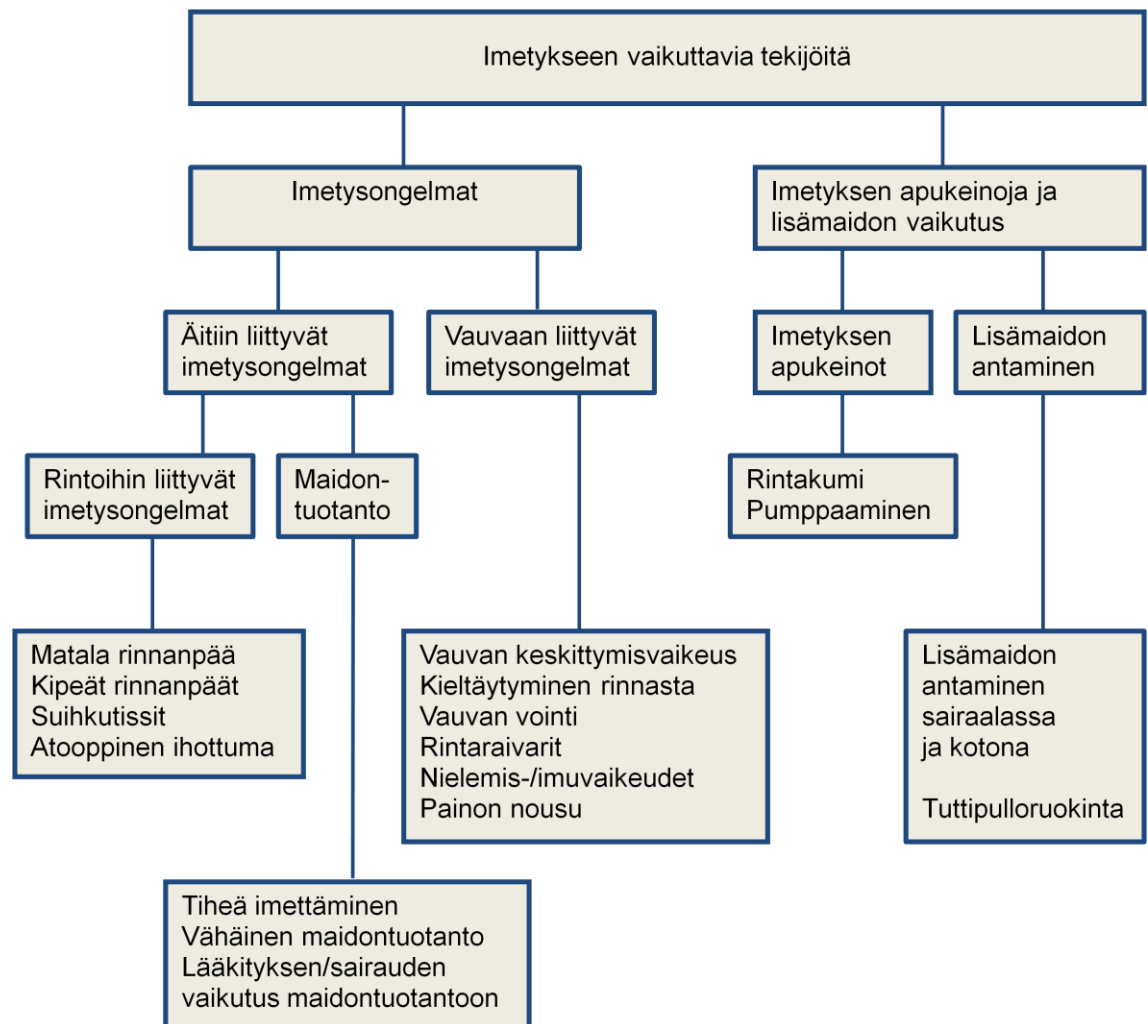 Imetykseen vaikuttavia tekijöitä
Imetysongelmat
Imetyksen apukeinoja ja
lisämaidon vaikutus
Äitiin liittyvät
imetysongelmat
Vauvaan liittyvät
imetysongelmat
Imetyksen
apukeinot
Lisämaidon
antaminen
Rintoihin liittyvät
imetysongelmat
Maidon-
tuotanto
Rintakumi
Pumppaaminen
Matala rinnanpää
Kipeät rinnanpäät
Suihkutissit
Atooppinen ihottuma
Vauvan keskittymisvaikeus
Kieltäytyminen rinnasta
Vauvan vointi
Rintaraivarit
Nielemis-/imuvaikeudet
Painon nousu
Lisämaidon
antaminen
sairaalassa
ja kotona
Tuttipulloruokinta
Tiheä imettäminen
Vähäinen maidontuotanto
Lääkityksen/sairauden
vaikutus maidontuotantoon